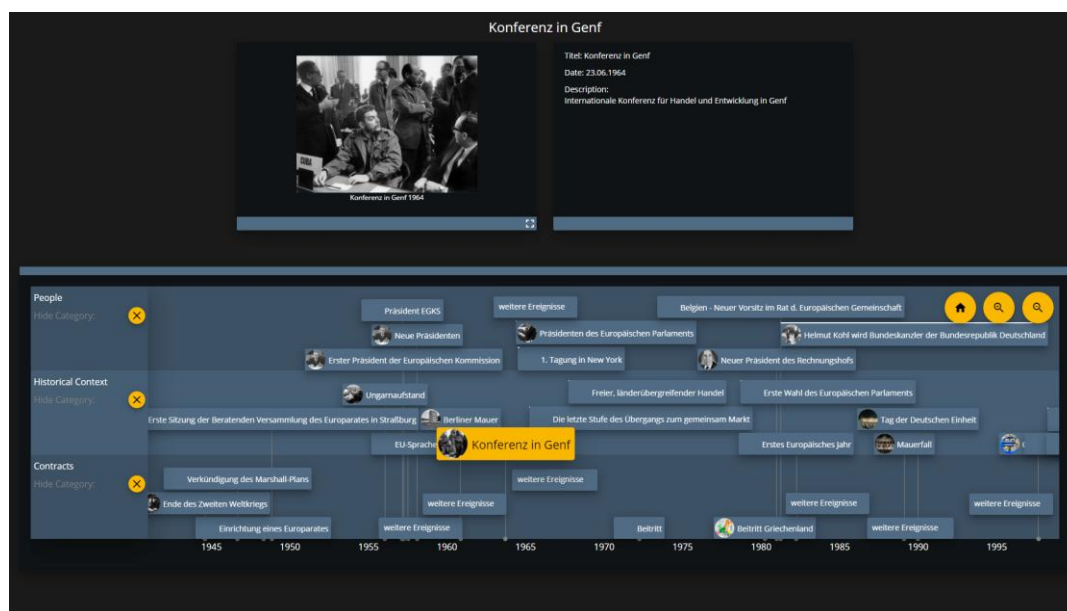 Konferenz in Genf
CUBA
Konferenz in Genf 1964
Titel: Konferenz in Genf
Date: 23.06.1964
Description:
Internationale Konferenz für Handel und Entwicklung in Genf
People
Hide Category:
Präsident EGKS
weitere Ereignisse
Belgien - Neuer Vorsitz im Rat d. Europäischen Gemeinschaft
Neue Präsidenten
Präsidenten des Europäischen Parlaments
Helmut Kohl wird Bundeskanzler der Bundesrepublik Deutschland
Erster Präsident der Europäischen Kommission
1. Tagung in New York
Neuer Präsident des Rechnungshofs
Historical Context
Hide Category:
Ungarnaufstand
Freier, länderübergreifender Handel
Erste Wahl des Europäischen Parlaments
Erste Sitzung der Beratenden Versammlung des Europarates in Straßburg
Berliner Mauer
Die letzte Stufe des Übergangs zum gemeinsam Markt
Tag der Deutschen Einheit
EU-Sprache
Konferenz in Genf
Erstes Europäisches Jahr
Mauerfall
Contracts
Hide Category:
Verkündigung des Marshall-Plans
weitere Ereignisse
Ende des Zweiten Weltkriegs
weitere Ereignisse
weitere Ereignisse
weitere Ereignisse
Einrichtung eines Europarates
weitere Ereignisse
Beitritt
Beitritt Griechenland
weitere Ereignisse
1945 1950 1955 1960 1965 1970 1975 1980 1985 1990 1995